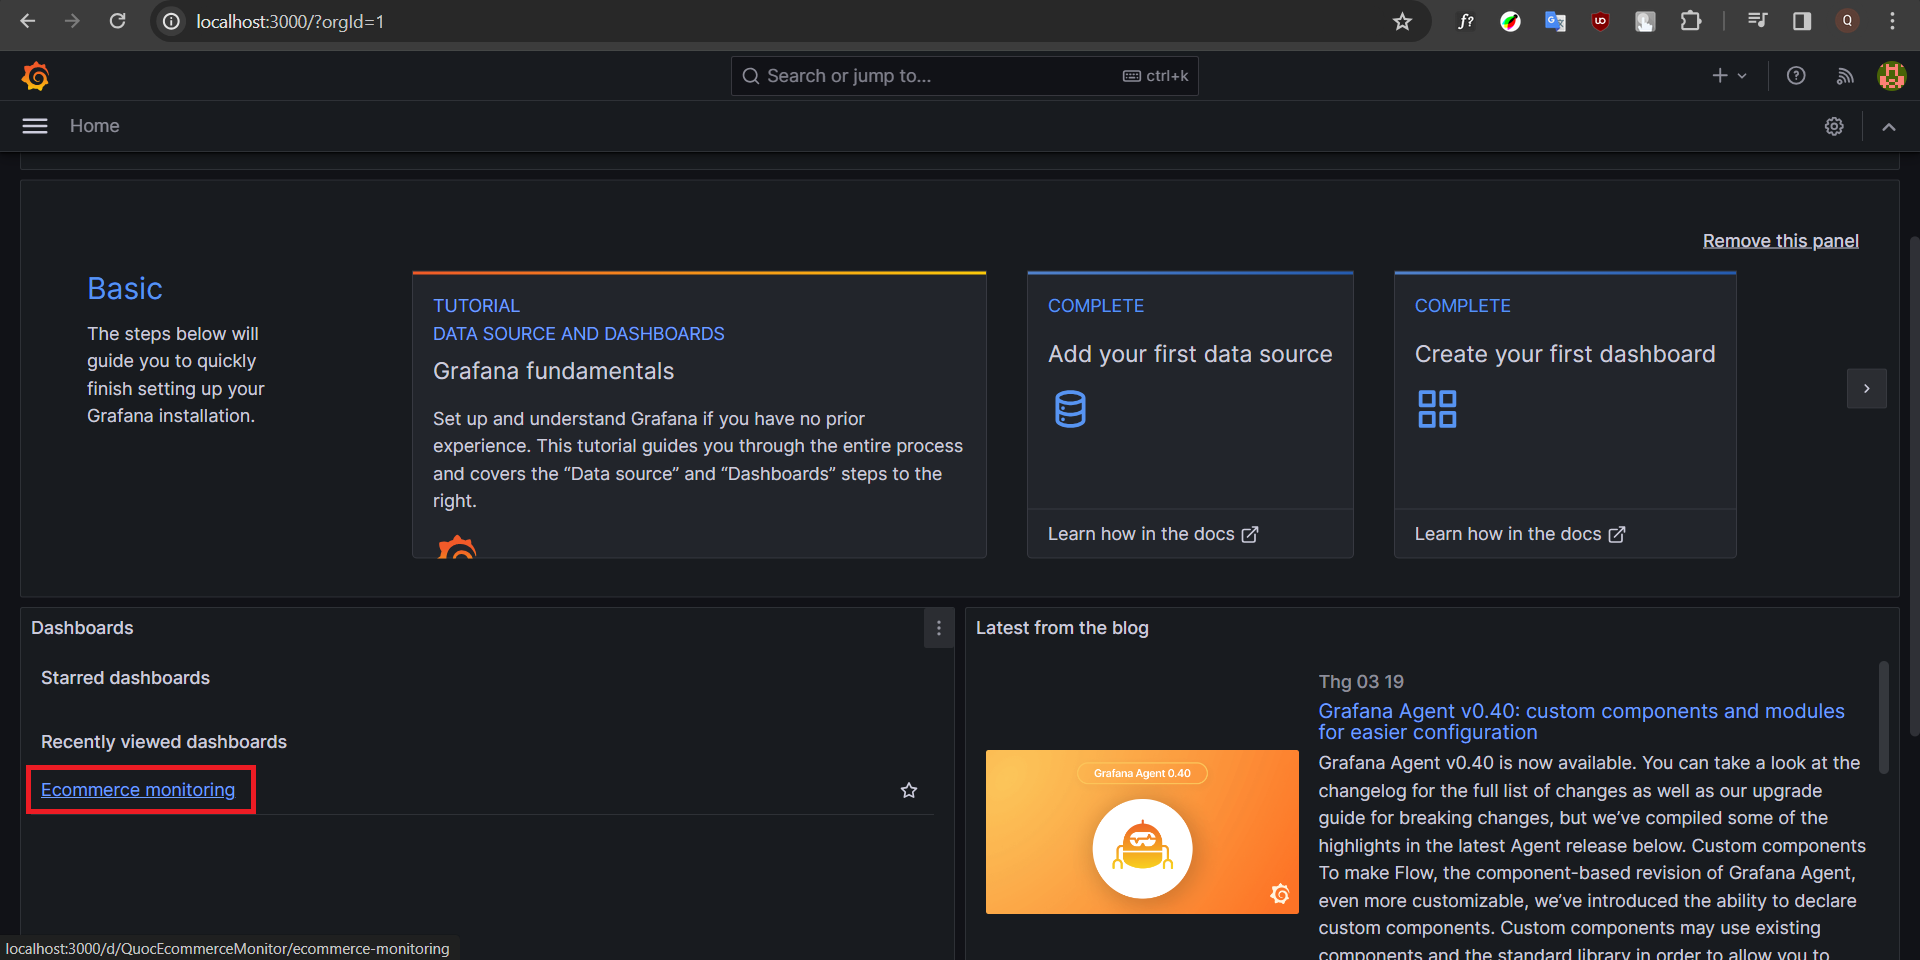 localhost:3000/?orgId=1
f?
UO
G
Q
Search or jump to...
ctrl+k
Home
Remove this panel
Basic
The steps below will
guide you to quickly
finish setting up your
Grafana installation.
TUTORIAL
DATA SOURCE AND DASHBOARDS
Grafana fundamentals
Set up and understand Grafana if you have no prior
experience. This tutorial guides you through the entire process
and covers the “Data source” and “Dashboards” steps to the
right.
COMPLETE
Add your first data source
Learn how in the docs
COMPLETE
Create your first dashboard
Learn how in the docs
Dashboards
Starred dashboards
Recently viewed dashboards
Ecommerce monitoring
Latest from the blog
Grafana Agent 0.40
Thg 03 19
Grafana Agent v0.40: custom components and modules
for easier configuration
Grafana Agent v0.40 is now available. You can take a look at the
changelog for the full list of changes as well as our upgrade
guide for breaking changes, but we’ve compiled some of the
highlights in the latest Agent release below. Custom components
To make Flow, the component-based revision of Grafana Agent,
even more customizable, we’ve introduced the ability to declare
custom components. Custom components may use existing
components and the standard library in order to allow you to
localhost:3000/d/QuocEcommerceMonitor/ecommerce-monitoring